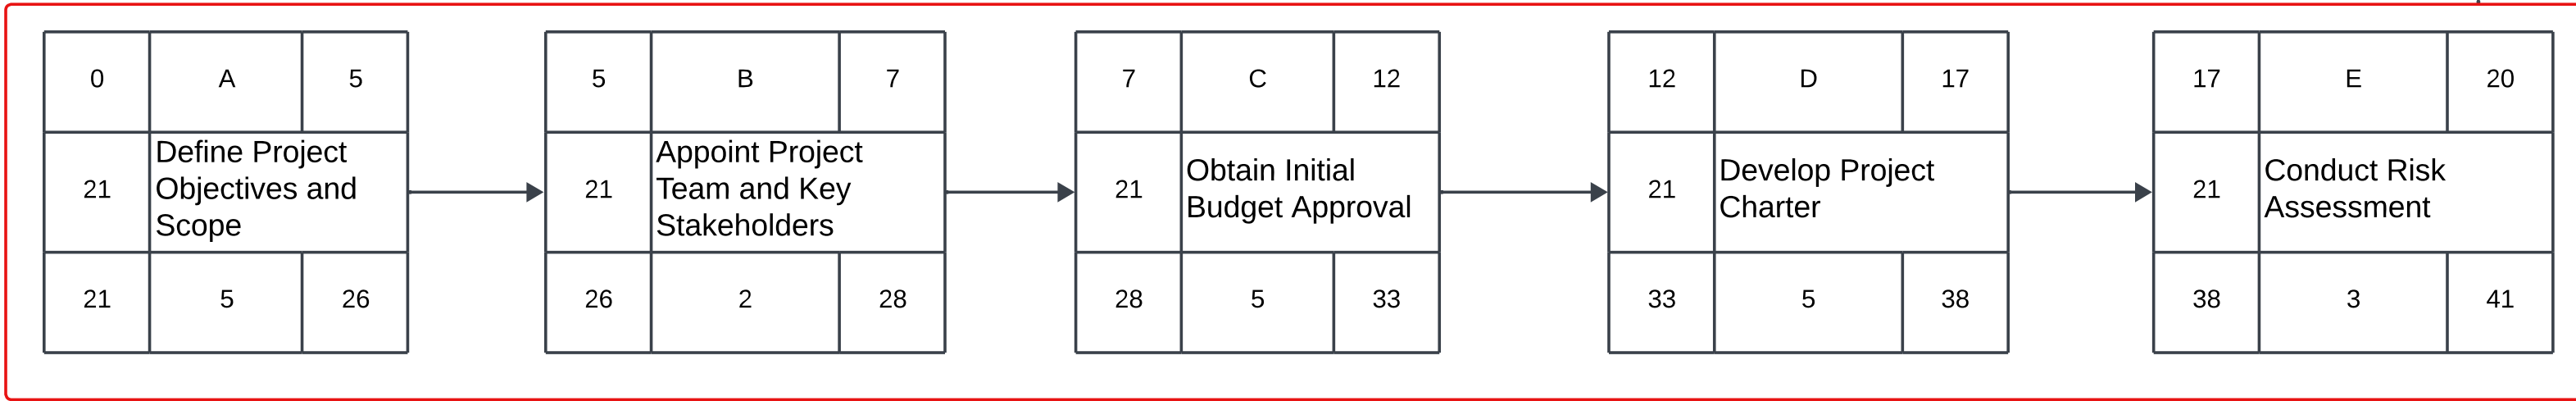 0 A 5
21 Define Project
Objectives and
Scope
21 5 26
5 B 7
21 Appoint Project
Team and Key
Stakeholders
26 2 28
7 C 12
21 Obtain Initial
Budget Approval
28 5 33
12 D 17
21 Develop Project
Charter
33 5 38
17 E 20
21 Conduct Risk
Assessment
38 3 41